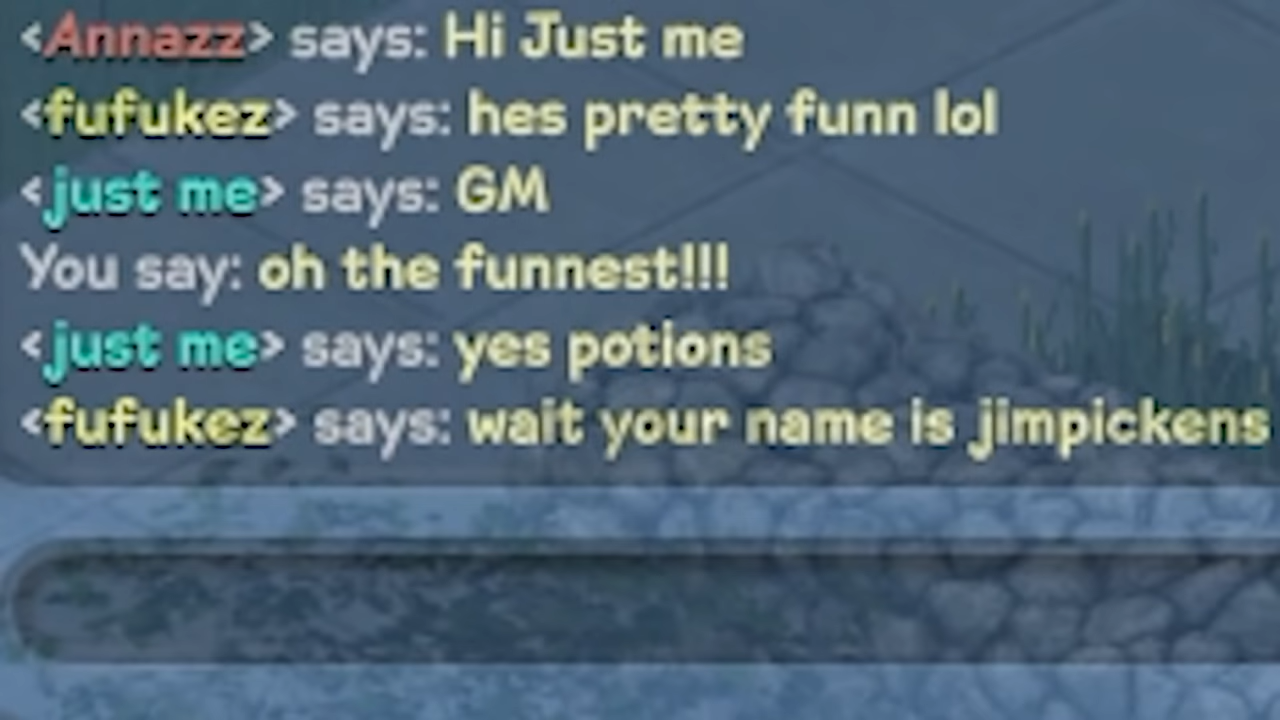 <Annazz> says: Hi Just me
<fufukez> says: hes pretty funn lol
<just me> says: GM
You say: oh the funnest!!!
<just me> says: yes potions
<fufukez> says: wait your name is jimpickens